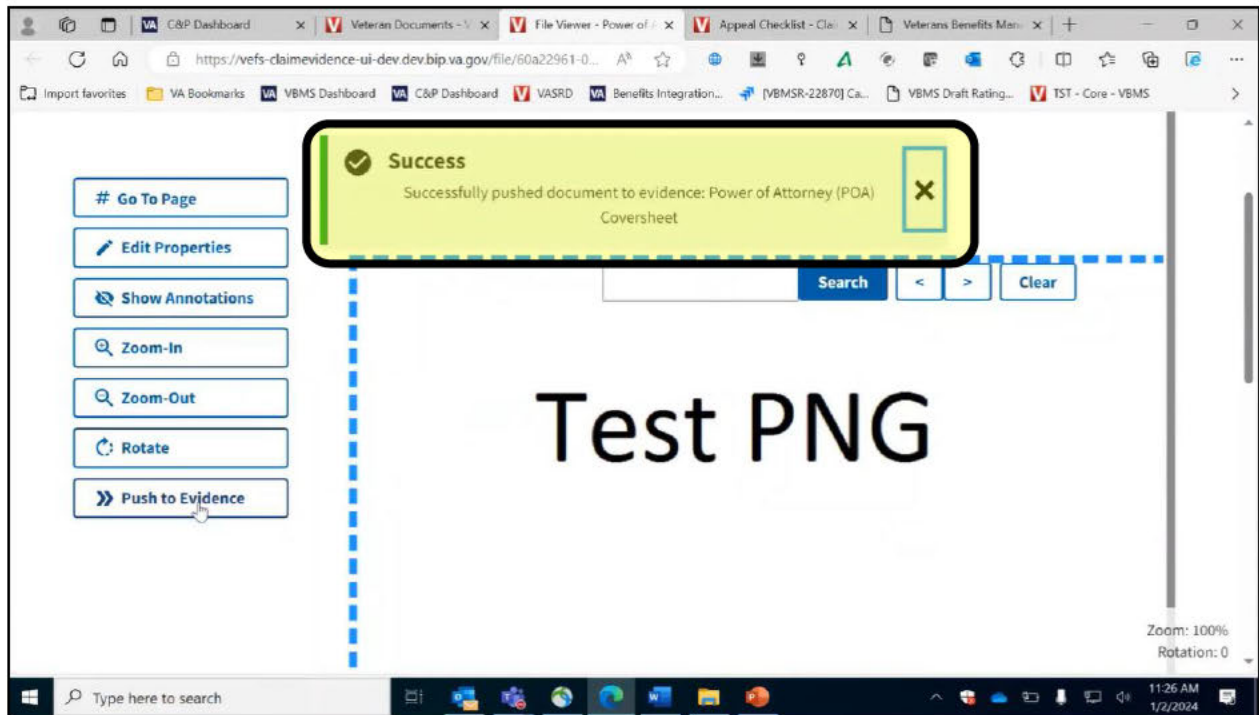 C&P Dashboard
Veteran Documents - V
File Viewer - Power of A
Appeal Checklist - Clai
Veterans Benefits Man
https://vefs-claimevidence-ui-dev.dev.bip.va.gov/file/60a22961-0...
Import favorites
VA Bookmarks
VA VBMS Dashboard
VA C&P Dashboard
VASRD
VA Benefits Integration...
[VBMSR-22870] Ca...
VBMS Draft Rating...
TST - Core - VBMS
Success
Successfully pushed document to evidence: Power of Attorney (POA)
Coversheet
# Go To Page
Edit Properties
Show Annotations
Zoom-In
Zoom-Out
Rotate
Push to Evidence
Search
<
>
Clear
Test PNG
Zoom: 100%
Rotation: 0
Type here to search
11:26 AM
1/2/2024